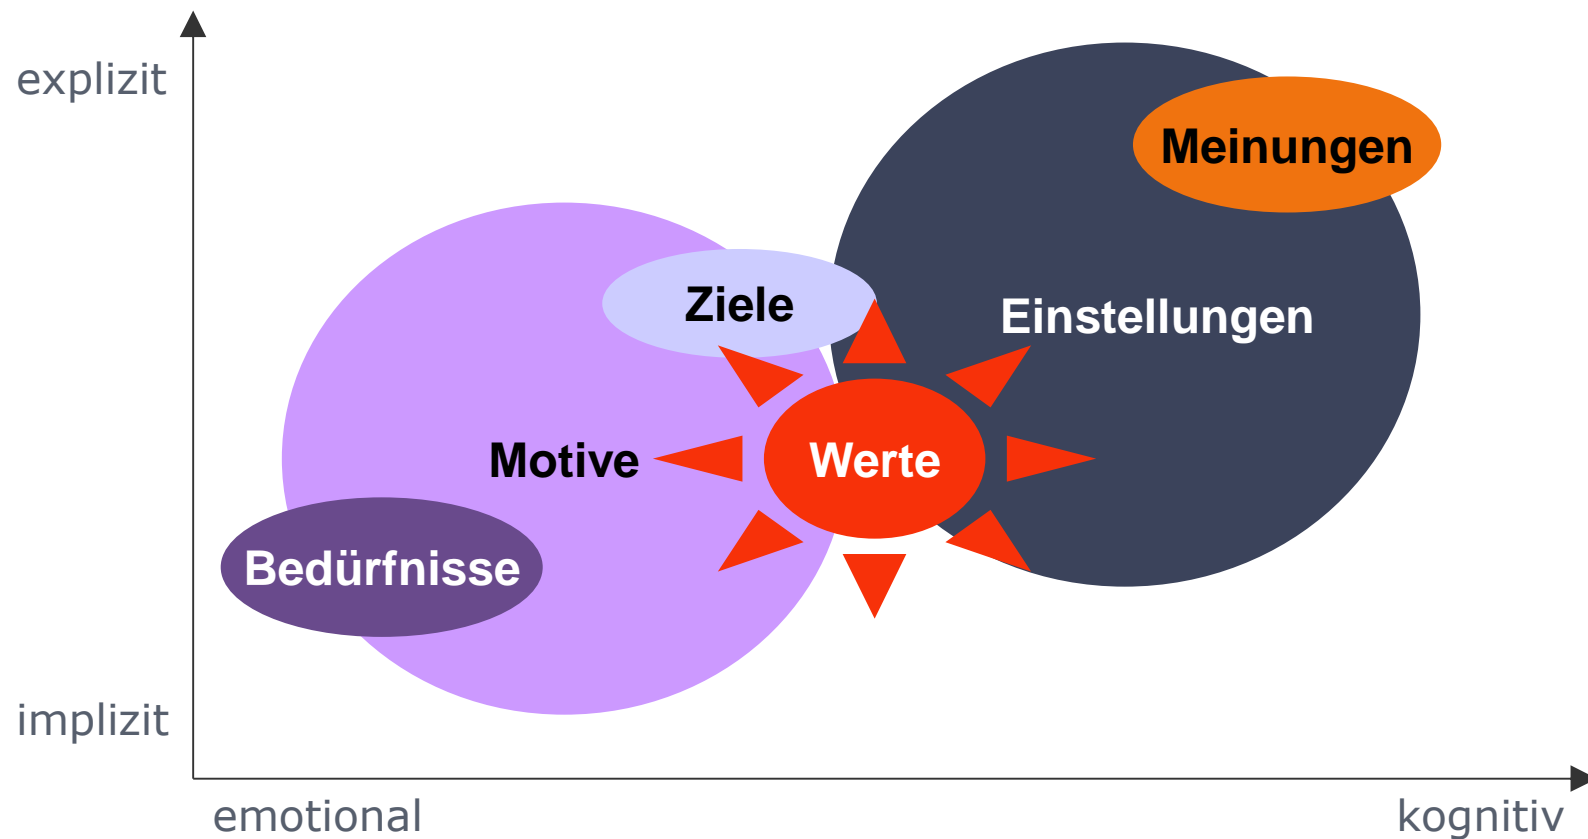 explizit
Meinungen
Ziele
Einstellungen
Motive
Werte
Bedürfnisse
implizit
emotional
kognitiv